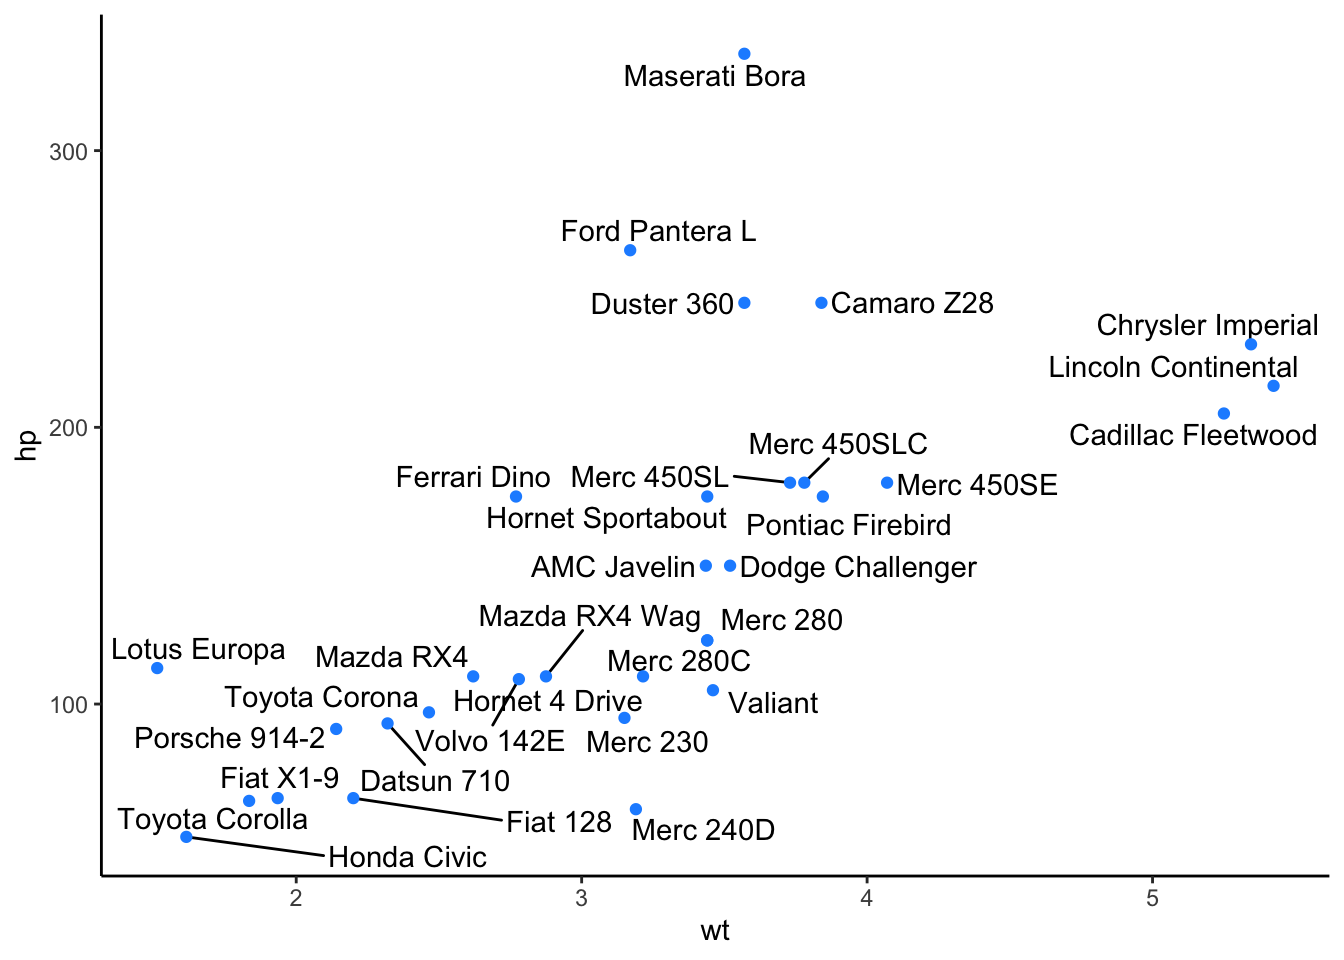 Maserati Bora
300
Ford Pantera L
Duster 360
Camaro Z28
Chrysler Imperial
Lincoln Continental
200
hp
Cadillac Fleetwood
Merc 450SLC
Ferrari Dino
Merc 450SL
Merc 450SE
Hornet Sportabout
Pontiac Firebird
AMC Javelin
Dodge Challenger
Mazda RX4 Wag
Merc 280
Lotus Europa
Mazda RX4
Merc 280C
Toyota Corona
Hornet 4 Drive
Valiant
100
Porsche 914-2
Volvo 142E
Merc 230
Fiat X1-9
Datsun 710
Toyota Corolla
Fiat 128
Merc 240D
Honda Civic
2
3
4
5
wt